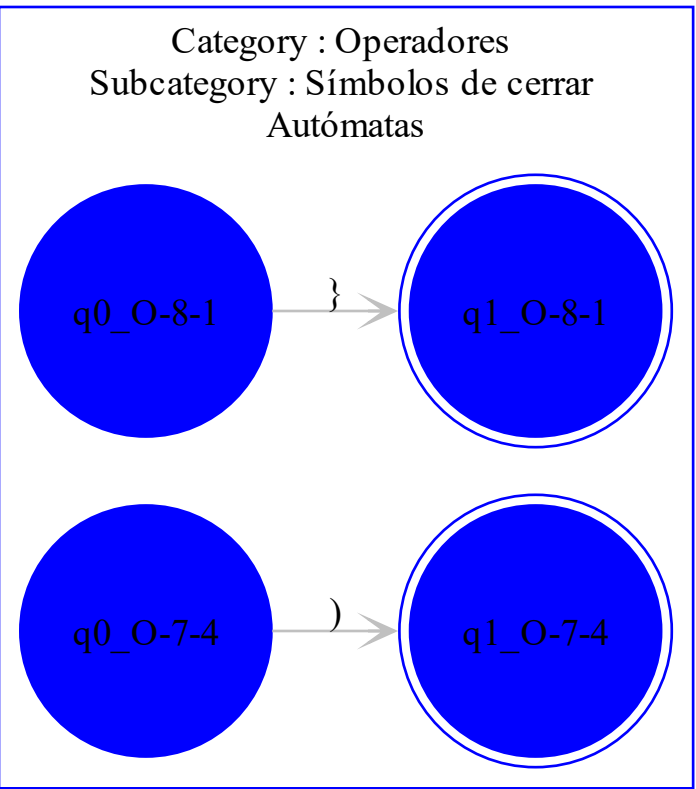 Category : Operadores
Subcategory : Símbolos de cerrar
Autómatas
q0_O-8-1 } q1_O-8-1
q0_O-7-4 ) q1_O-7-4